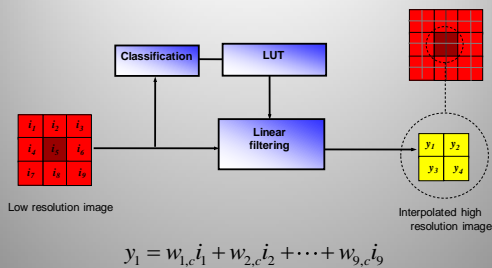 Classification
LUT
i1 i2 i3
i4 i5 i6
i7 i8 i9
Linear
filtering
y1 y2
y3 y4
Low resolution image
Interpolated high
resolution image
y₁ = w₁,c i₁ + w₂,c i₂ + ⋯ + w₉,c i₉